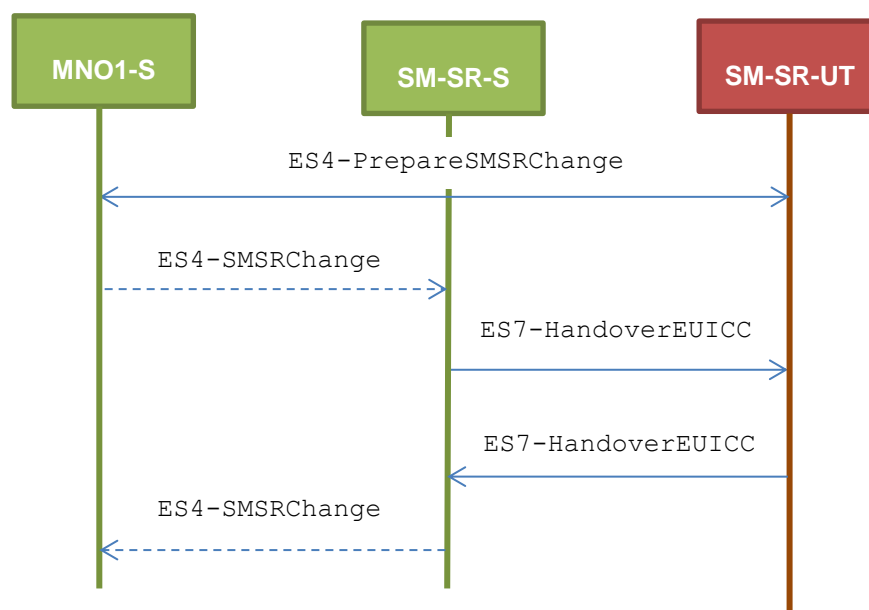 MNO1-S
SM-SR-S
SM-SR-UT
ES4-PrepareSMSRChange
ES4-SMSRChange
ES7-HandoverEUICC
ES7-HandoverEUICC
ES4-SMSRChange